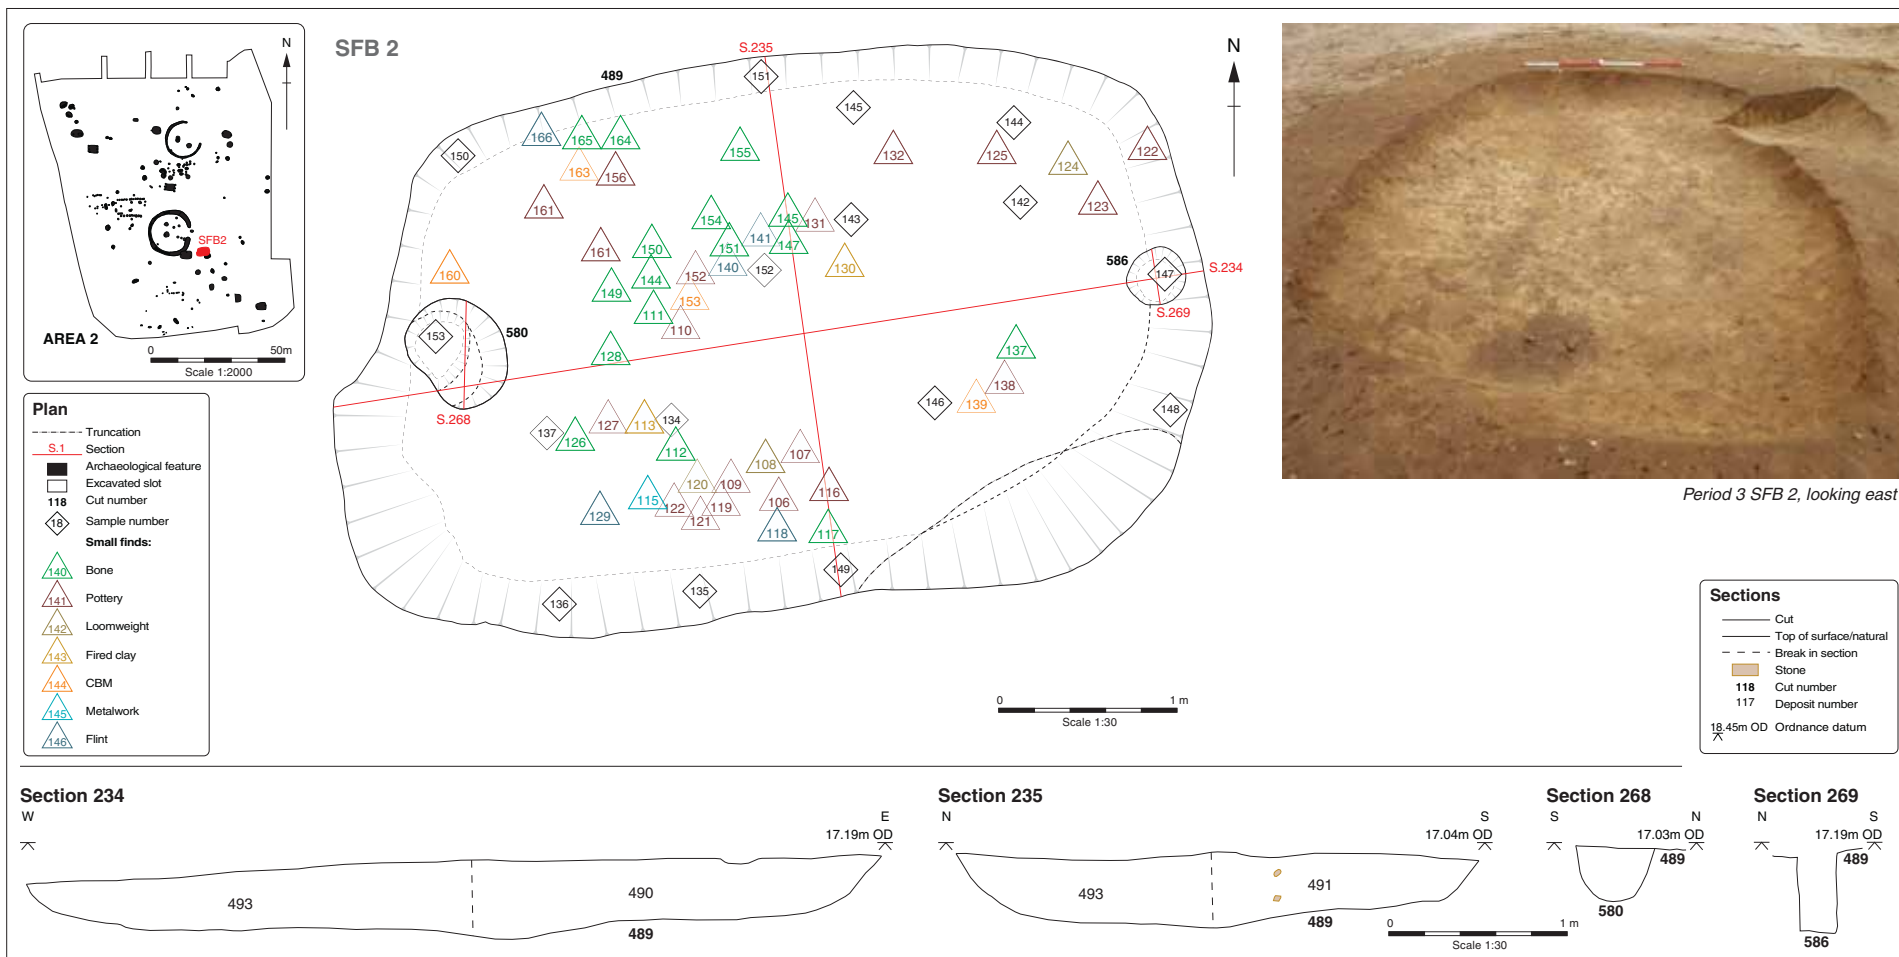 N
SFB2
AREA 2
0 50m
Scale 1:2000
Plan
Truncation
S.1 Section
Archaeological feature
Excavated slot
118 Cut number
18 Sample number
Small finds:
140 Bone
141 Pottery
142 Loomweight
143 Fired clay
144 CBM
145 Metalwork
146 Flint
SFB 2
S.235
N
489
151
145
144
166
165
164
155
132
125
124
122
150
163
156
142
123
161
154
145
131
143
141
161
150
151
147
586
S.234
160
152
140
152
130
147
149
144
153
111
110
S.269
580
153
128
137
138
146
139
148
S.268
137
126
127
113
134
112
108
107
120
109
116
115
122
119
106
129
121
118
117
149
136
135
0 1 m
Scale 1:30
Period 3 SFB 2, looking east
Sections
Cut
Top of surface/natural
Break in section
Stone
118 Cut number
117 Deposit number
18.45m OD Ordnance datum
Section 234
W E
17.19m OD
493
490
489
Section 235
N S
17.04m OD
493
491
489
0 1 m
Scale 1:30
Section 268
S N
17.03m OD
489
580
Section 269
N S
17.19m OD
489
586